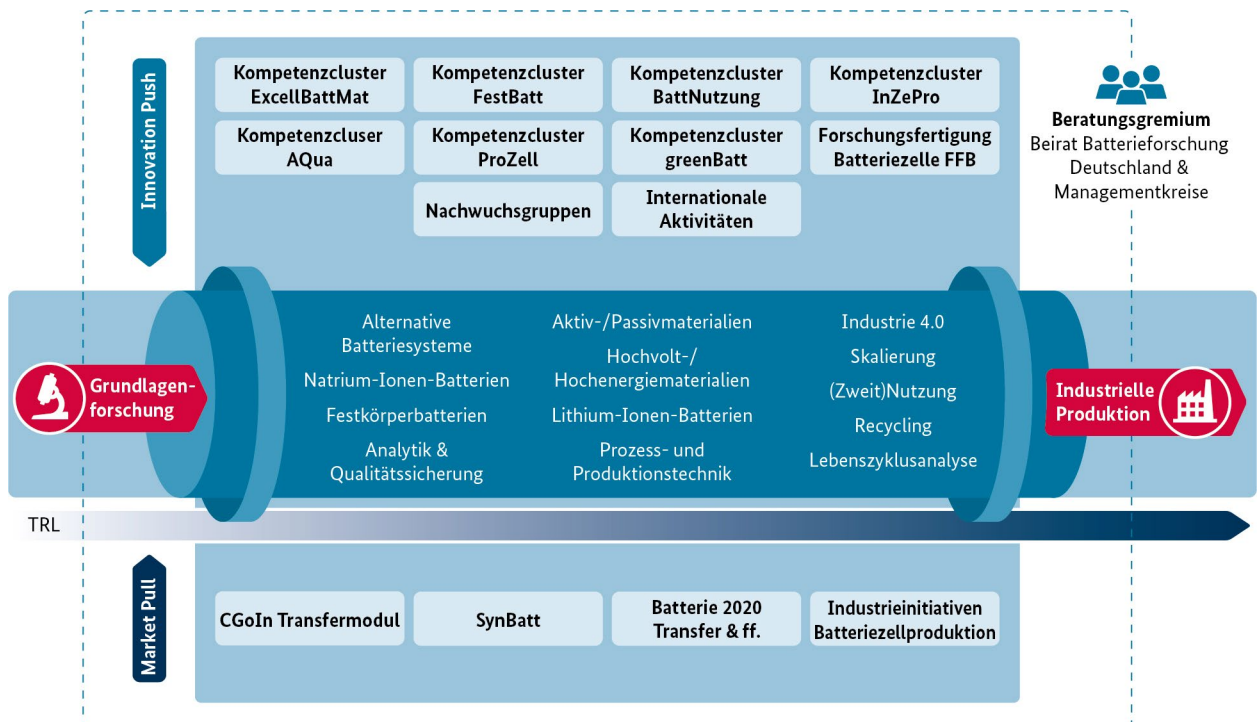 Innovation Push
Kompetenzcluster
ExcellBattMat
Kompetenzcluster
FestBatt
Kompetenzcluster
BattNutzung
Kompetenzcluster
InZePro
Kompetenzcluser
AQua
Kompetenzcluster
ProZell
Kompetenzcluster
greenBatt
Forschungsfertigung
Batteriezelle FFB
Nachwuchsgruppen
Internationale
Aktivitäten
Beratungsgremium
Beirat Batterieforschung
Deutschland &
Managementkreise
Grundlagen-
forschung
Alternative
Batteriesysteme
Natrium-Ionen-Batterien
Festkörperbatterien
Analytik &
Qualitätssicherung
Aktiv-/Passivmaterialien
Hochvolt-/
Hochenergiematerialien
Lithium-Ionen-Batterien
Prozess- und
Produktionstechnik
Industrie 4.0
Skalierung
(Zweit)Nutzung
Recycling
Lebenszyklusanalyse
Industrielle
Produktion
TRL
Market Pull
CGoIn Transfermodul
SynBatt
Batterie 2020
Transfer & ff.
Industrieinitiativen
Batteriezellproduktion